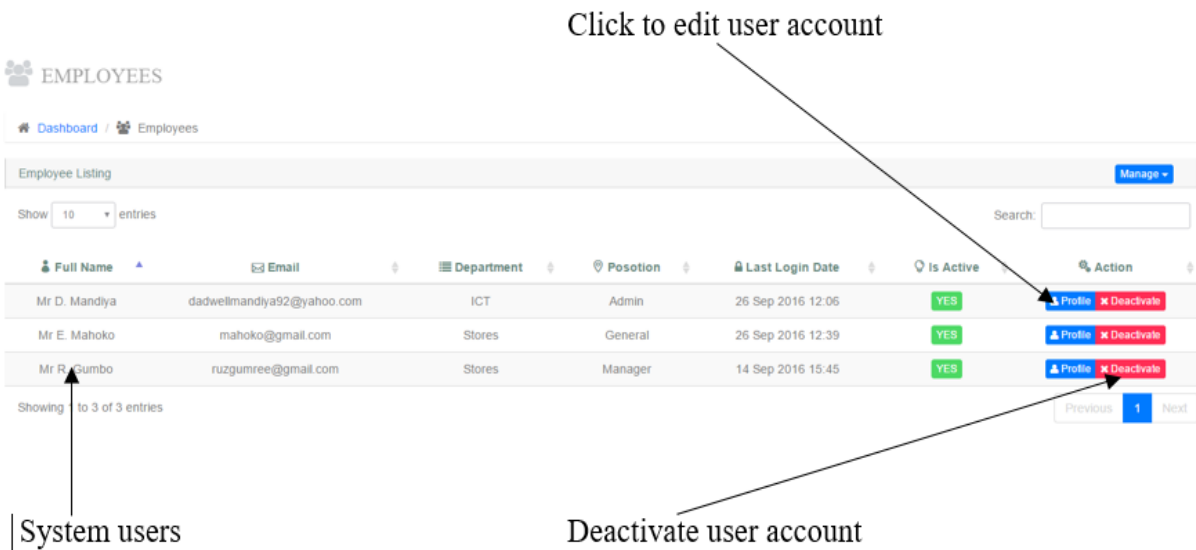 Click to edit user account
EMPLOYEES
Dashboard / Employees
Employee Listing Manage
Show 10 entries Search:
Full Name Email Department Posotion Last Login Date Is Active Action
Mr D. Mandiya dadwellmandiya92@yahoo.com ICT Admin 26 Sep 2016 12:06 YES Profile Deactivate
Mr E. Mahoko mahoko@gmail.com Stores General 26 Sep 2016 12:39 YES Profile Deactivate
Mr R. Gumbo ruzgumree@gmail.com Stores Manager 14 Sep 2016 15:45 YES Profile Deactivate
Showing 1 to 3 of 3 entries Previous 1 Next
System users Deactivate user account